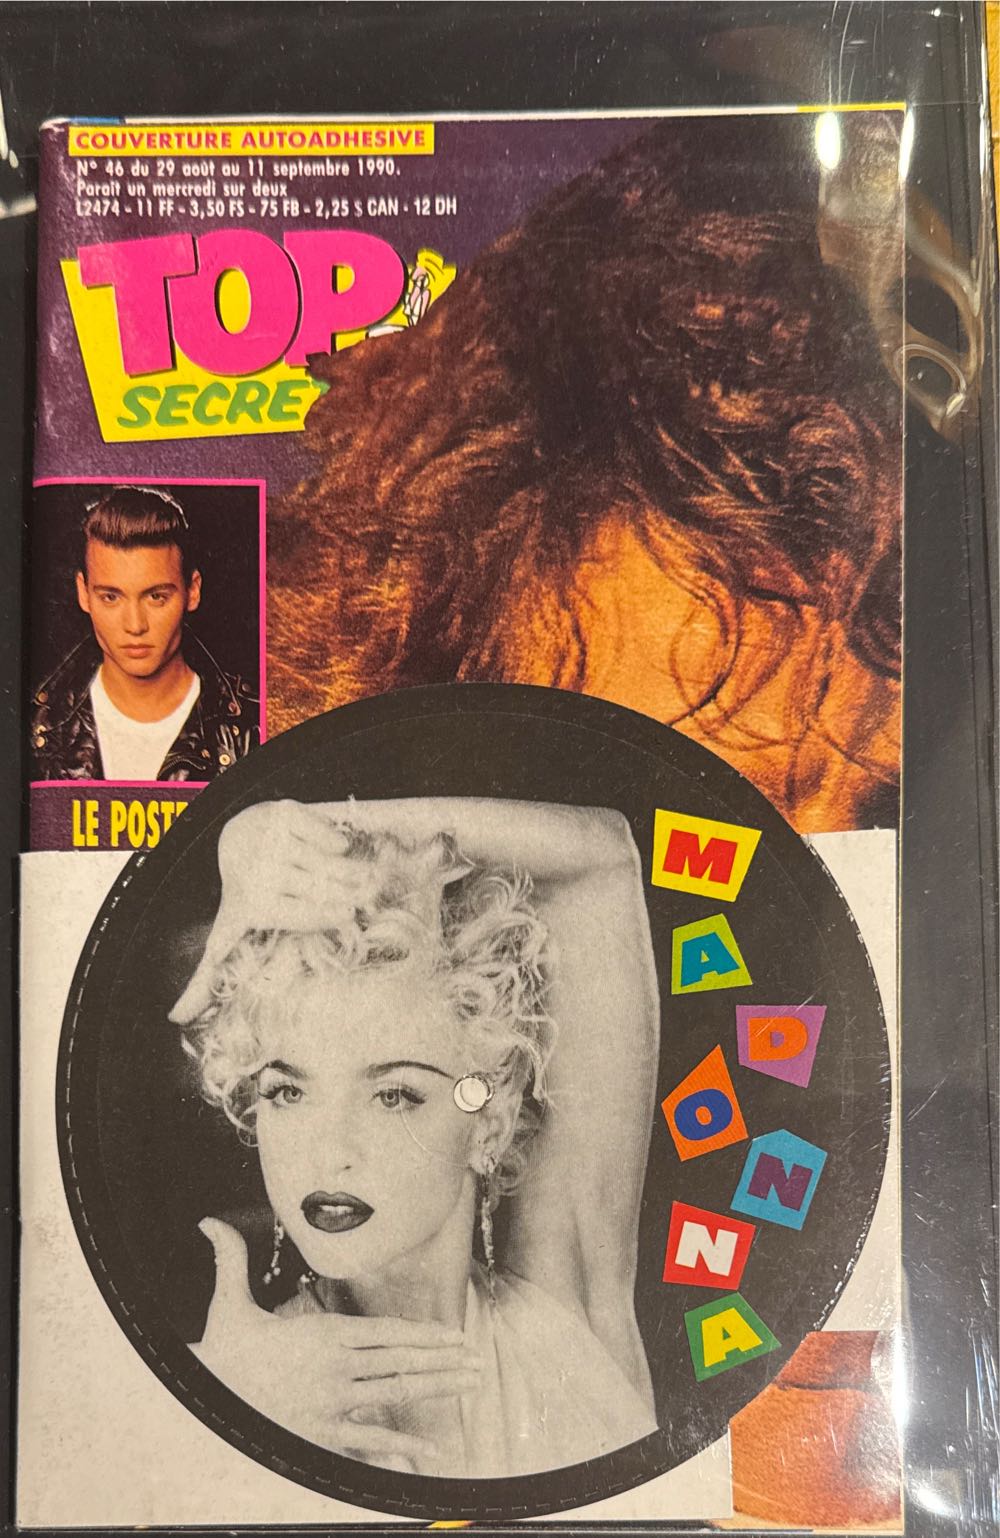 COUVERTURE AUTOADHESIVE
N° 46 du 29 août au 11 septembre 1990.
Paraît un mercredi sur deux
L2474 - 11 FF - 3,50 FS - 75 FB - 2,25 $ CAN - 12 DH
TOP
SECRE
LE POSTE
MADONNA